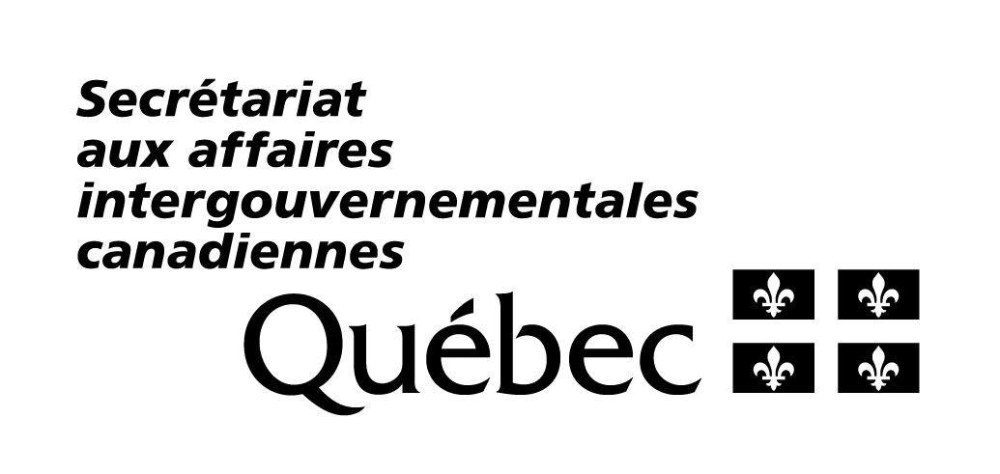 Secrétariat
aux affaires
intergouvernementales
canadiennes
Québec